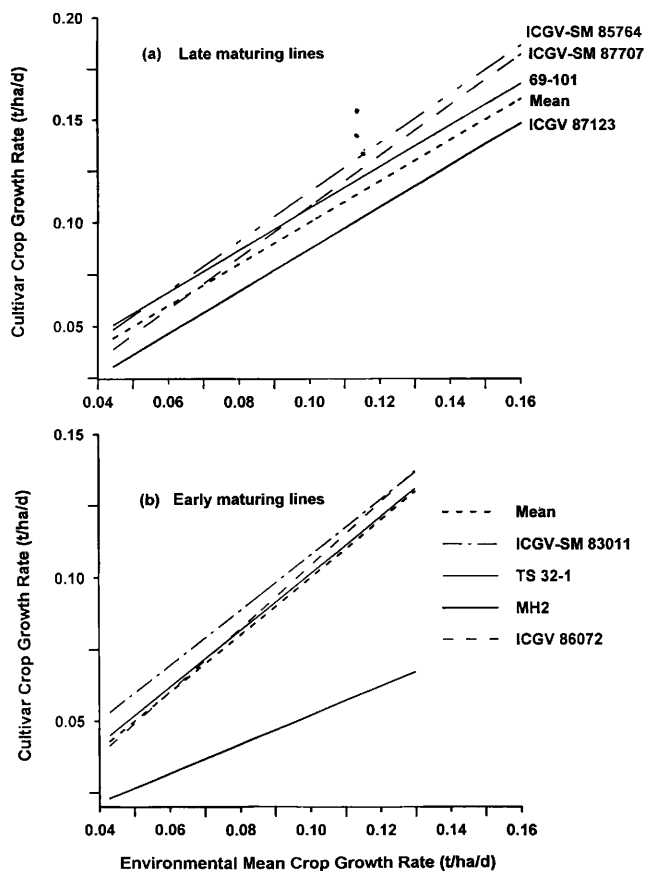 Cultivar Crop Growth Rate (t/ha/d)
0.20
0.15
0.10
0.05
(a) Late maturing lines
ICGV-SM 85764
ICGV-SM 87707
69-101
Mean
ICGV 87123
0.04 0.06 0.08 0.10 0.12 0.14 0.16
Cultivar Crop Growth Rate (t/ha/d)
0.15
0.10
0.05
(b) Early maturing lines
Mean
ICGV-SM 83011
TS 32-1
MH2
ICGV 86072
0.04 0.06 0.08 0.10 0.12 0.14 0.16
Environmental Mean Crop Growth Rate (t/ha/d)